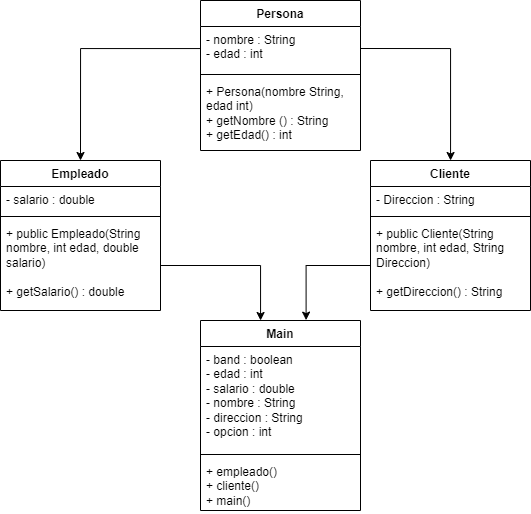 Persona
- nombre : String
- edad : int
+ Persona(nombre String,
edad int)
+ getNombre () : String
+ getEdad() : int
Empleado
- salario : double
+ public Empleado(String
nombre, int edad, double
salario)
+ getSalario() : double
Cliente
- Direccion : String
+ public Cliente(String
nombre, int edad, String
Direccion)
+ getDireccion() : String
Main
- band : boolean
- edad : int
- salario : double
- nombre : String
- direccion : String
- opcion : int
+ empleado()
+ cliente()
+ main()